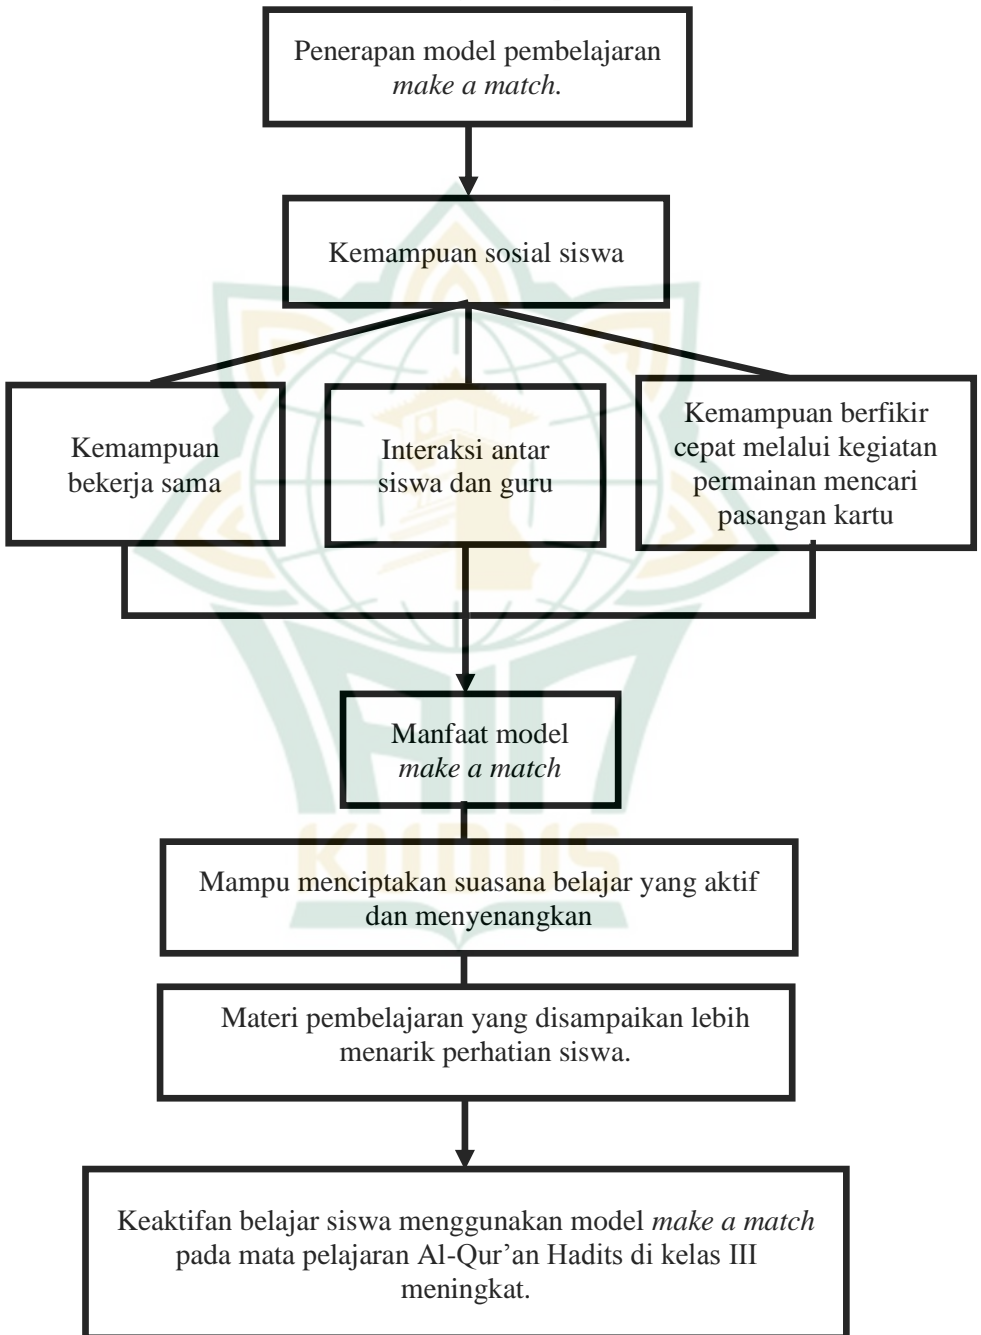 Penerapan model pembelajaran
make a match.
Kemampuan sosial siswa
Kemampuan
bekerja sama
Interaksi antar
siswa dan guru
Kemampuan berfikir
cepat melalui kegiatan
permainan mencari
pasangan kartu
Manfaat model
make a match
KUDUS
Mampu menciptakan suasana belajar yang aktif
dan menyenangkan
Materi pembelajaran yang disampaikan lebih
menarik perhatian siswa.
Keaktifan belajar siswa menggunakan model make a match
pada mata pelajaran Al-Qur’an Hadits di kelas III
meningkat.